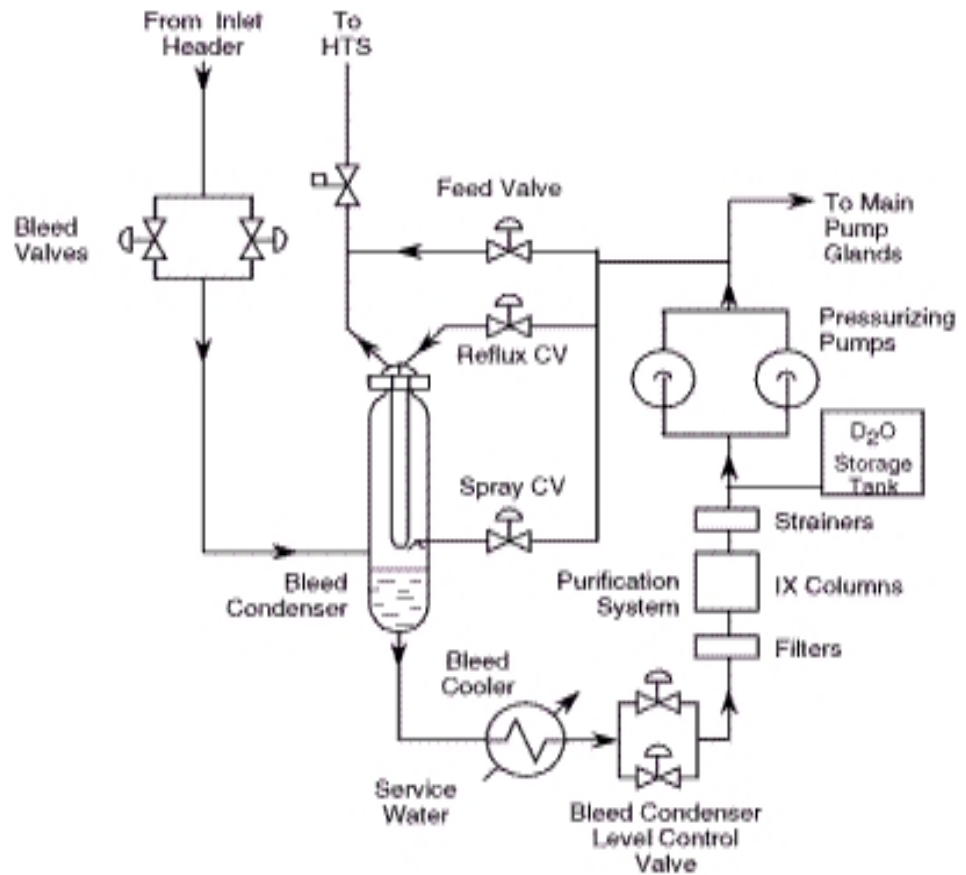 From Inlet
Header
To
HTS
Bleed
Valves
Feed Valve
To Main
Pump
Glands
Reflux CV
Pressurizing
Pumps
D2O
Storage
Tank
Spray CV
Strainers
Bleed
Condenser
Purification
System
IX Columns
Filters
Bleed
Cooler
Service
Water
Bleed Condenser
Level Control
Valve